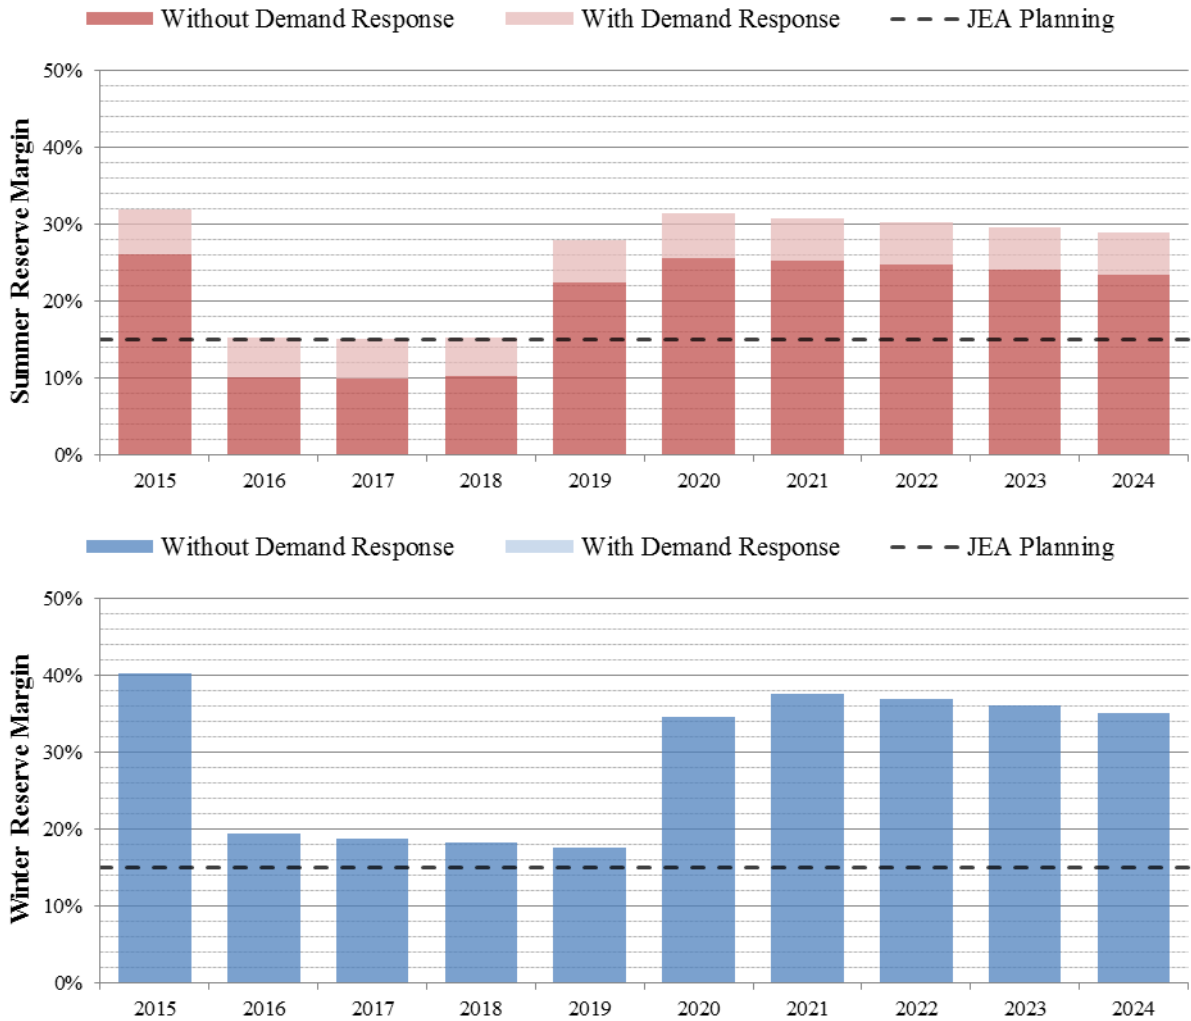 Without Demand Response With Demand Response JEA Planning
Summer Reserve Margin
50%
40%
30%
20%
10%
0%
2015 2016 2017 2018 2019 2020 2021 2022 2023 2024
Without Demand Response With Demand Response JEA Planning
Winter Reserve Margin
50%
40%
30%
20%
10%
0%
2015 2016 2017 2018 2019 2020 2021 2022 2023 2024